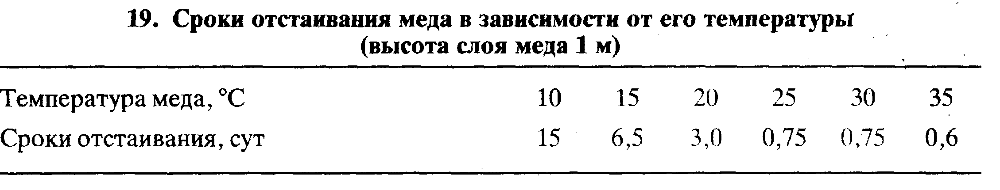 19. Сроки отстаивания меда в зависимости от его температуры
(высота слоя меда 1 м)
Температура меда, °С 10 15 20 25 30 35
Сроки отстаивания, сут 15 6,5 3,0 0,75 0,75 0,6